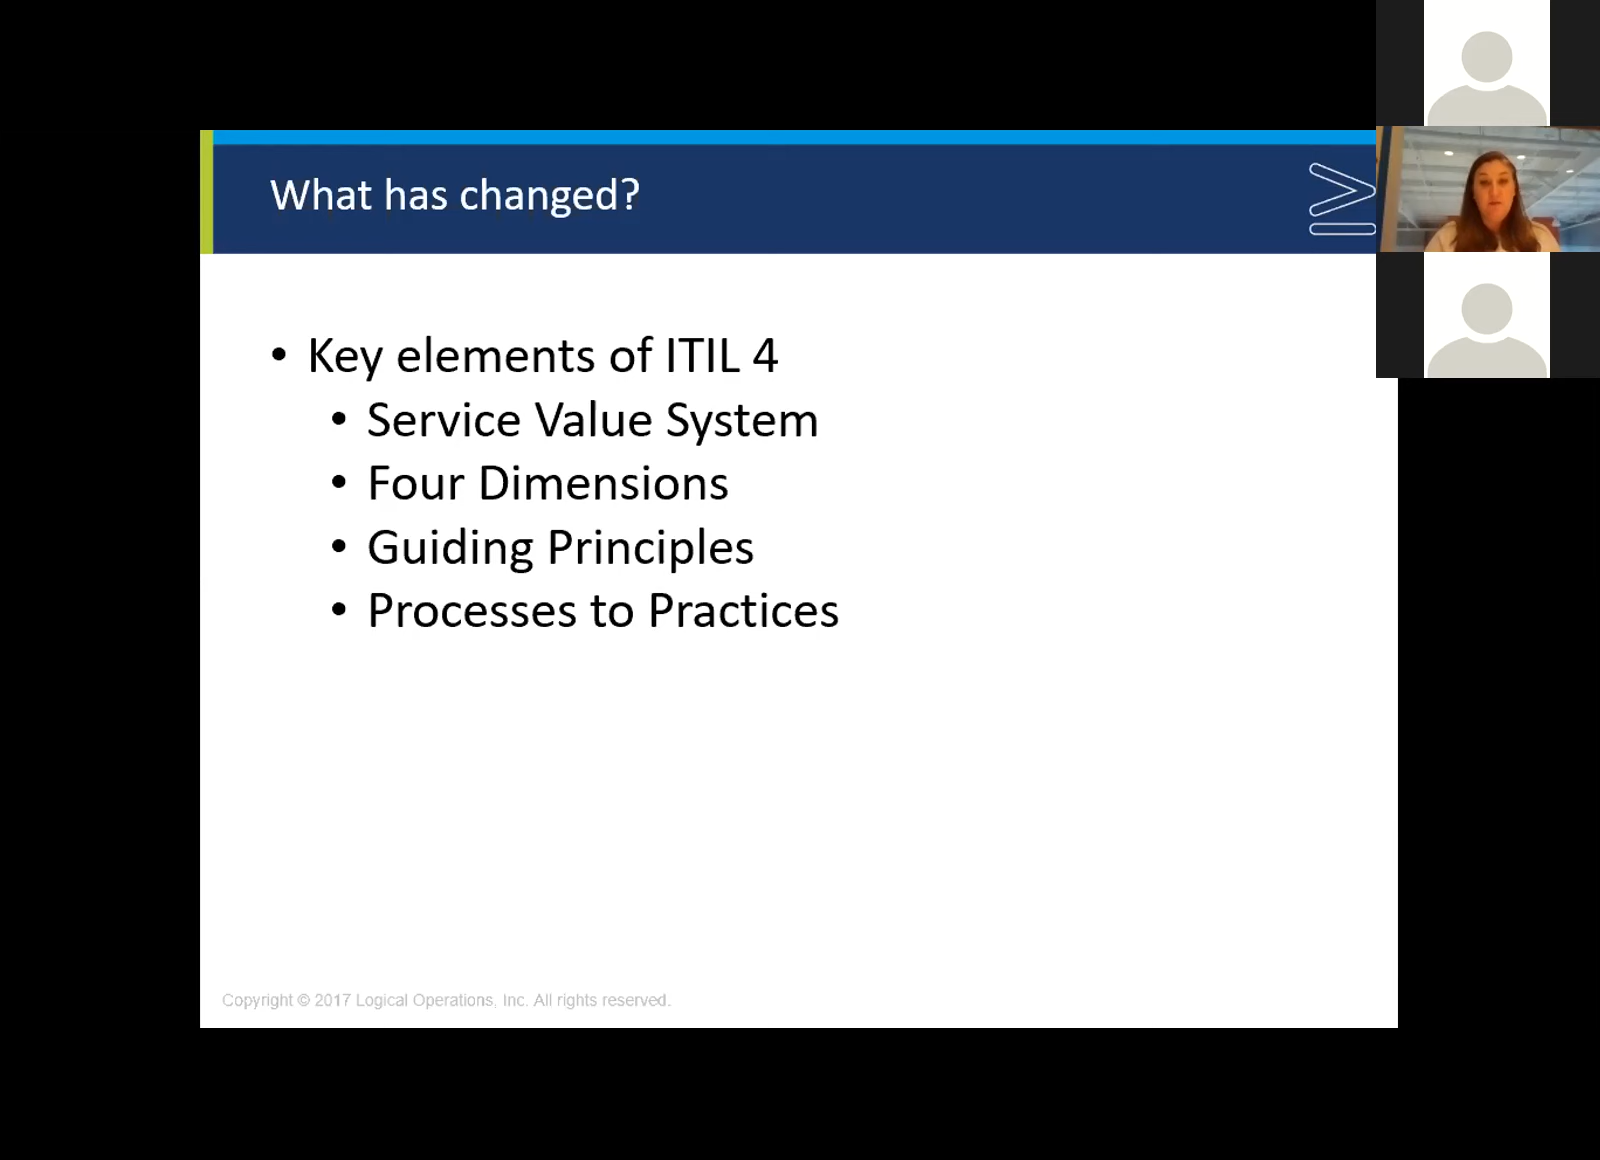 What has changed?
• Key elements of ITIL 4
• Service Value System
• Four Dimensions
• Guiding Principles
• Processes to Practices
Copyright © 2017 Logical Operations, Inc. All rights reserved.